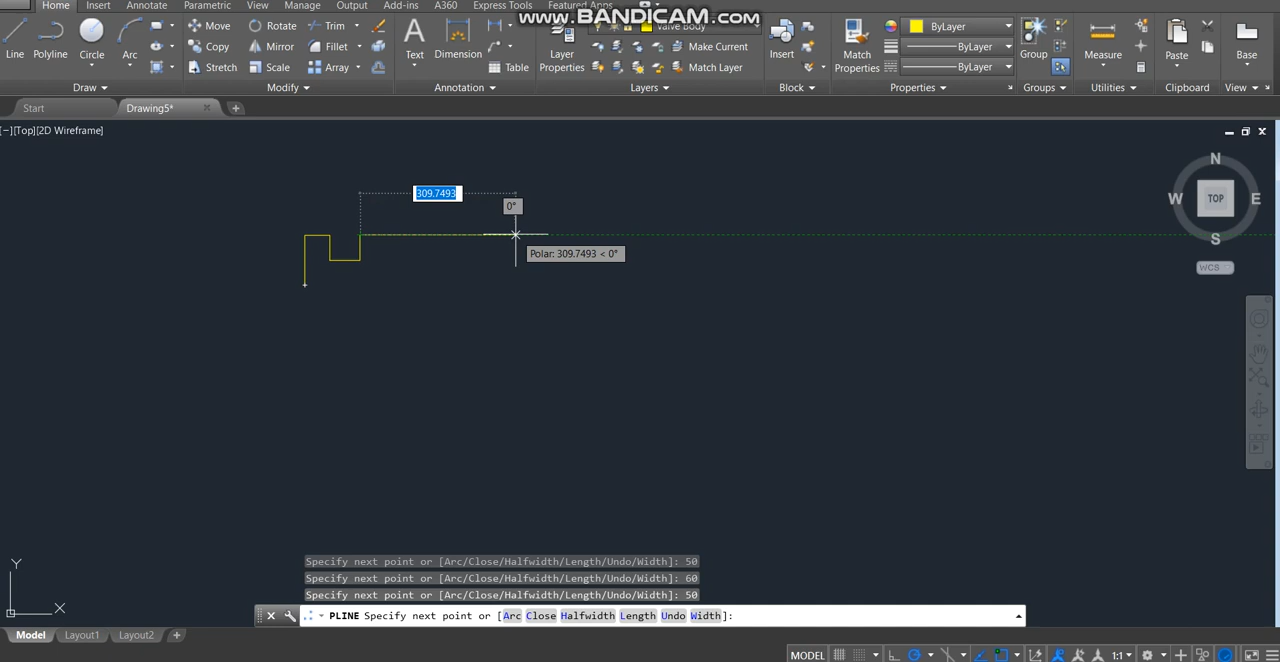 Home Insert Annotate Parametric View Manage Output Add-ins A360 Express Tools Featured Apps
www.BANDICAM.com
Move Rotate Trim Valve Body ByLayer
Copy Mirror Fillet Make Current ByLayer
Line Polyline Circle Arc Text Dimension Layer Properties Insert Match Properties Group Measure Paste Base
Stretch Scale Array Table Match Layer ByLayer
Draw Modify Annotation Layers Block Properties Groups Utilities Clipboard View
Start Drawing5*
[−][Top][2D Wireframe]
N
309.7493
W TOP E
0°
S
Polar: 309.7493 < 0°
WCS
Specify next point or [Arc/Close/Halfwidth/Length/Undo/Width]: 50
Y
Specify next point or [Arc/Close/Halfwidth/Length/Undo/Width]: 60
Specify next point or [Arc/Close/Halfwidth/Length/Undo/Width]: 50
X
PLINE Specify next point or [Arc Close Halfwidth Length Undo Width]:
Model Layout1 Layout2
MODEL 1:1